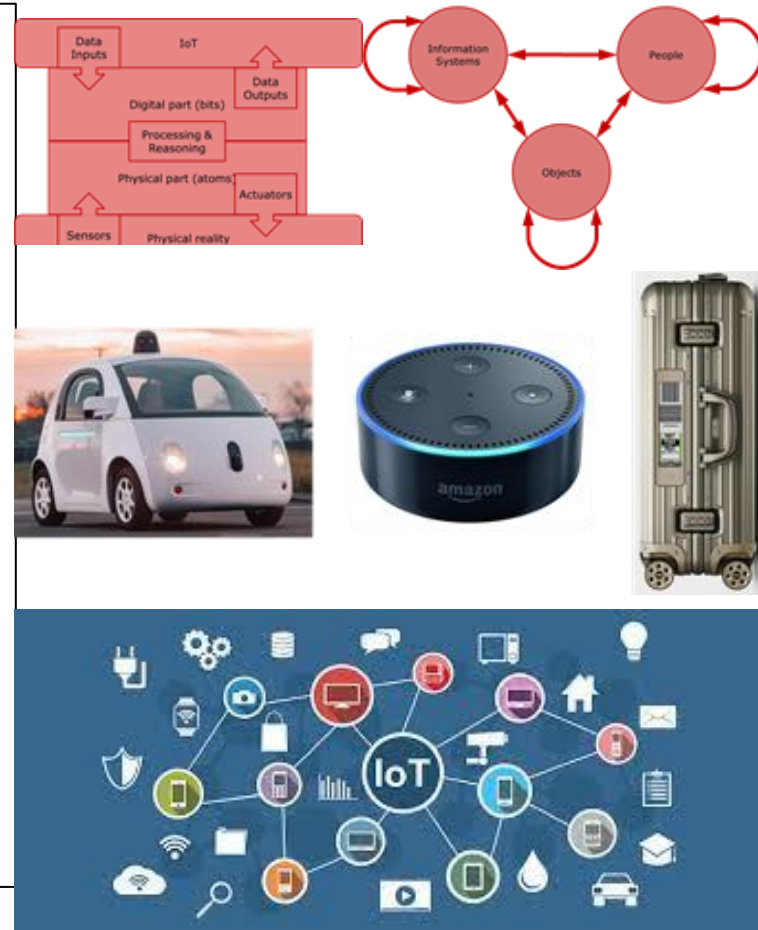 Data
Inputs
IoT
Data
Outputs
Digital part (bits)
Processing &
Reasoning
Physical part (atoms)
Actuators
Sensors
Physical reality
Information
Systems
People
Objects
amazon
IoT